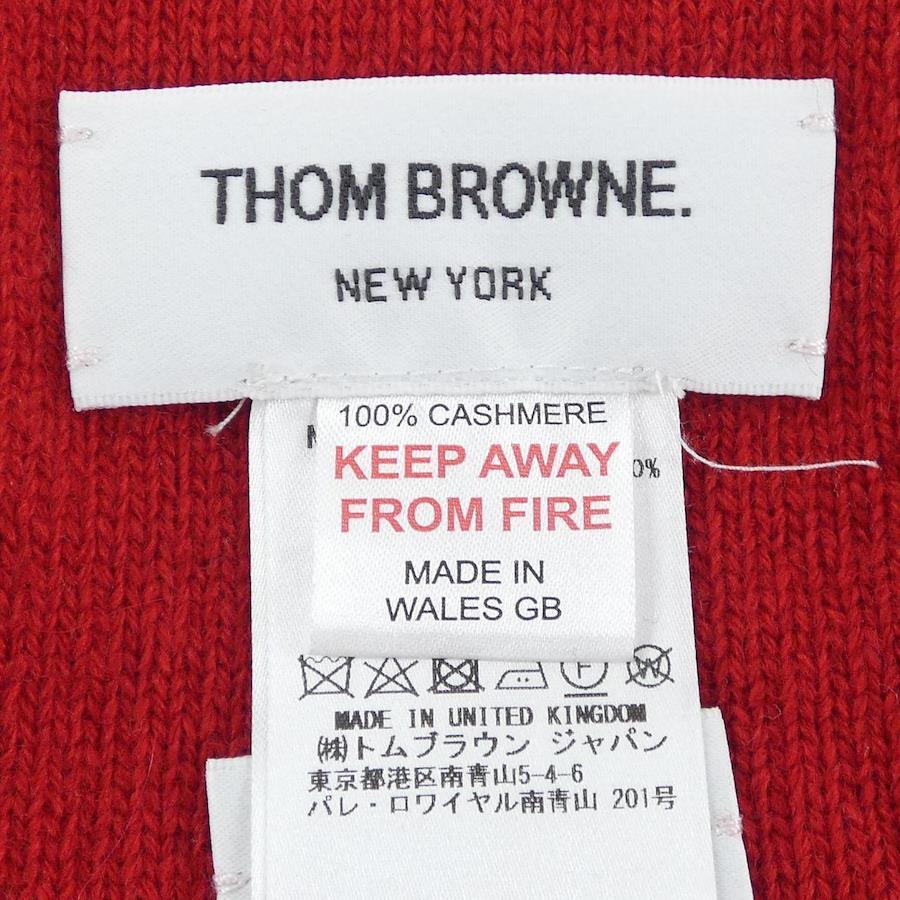 THOM BROWNE.
NEW YORK
100% CASHMERE
KEEP AWAY
FROM FIRE
MADE IN
WALES GB
MADE IN UNITED KINGDOM
㈱トムブラウン ジャパン
東京都港区南青山5-4-6
パレ・ロワイヤル南青山 201号